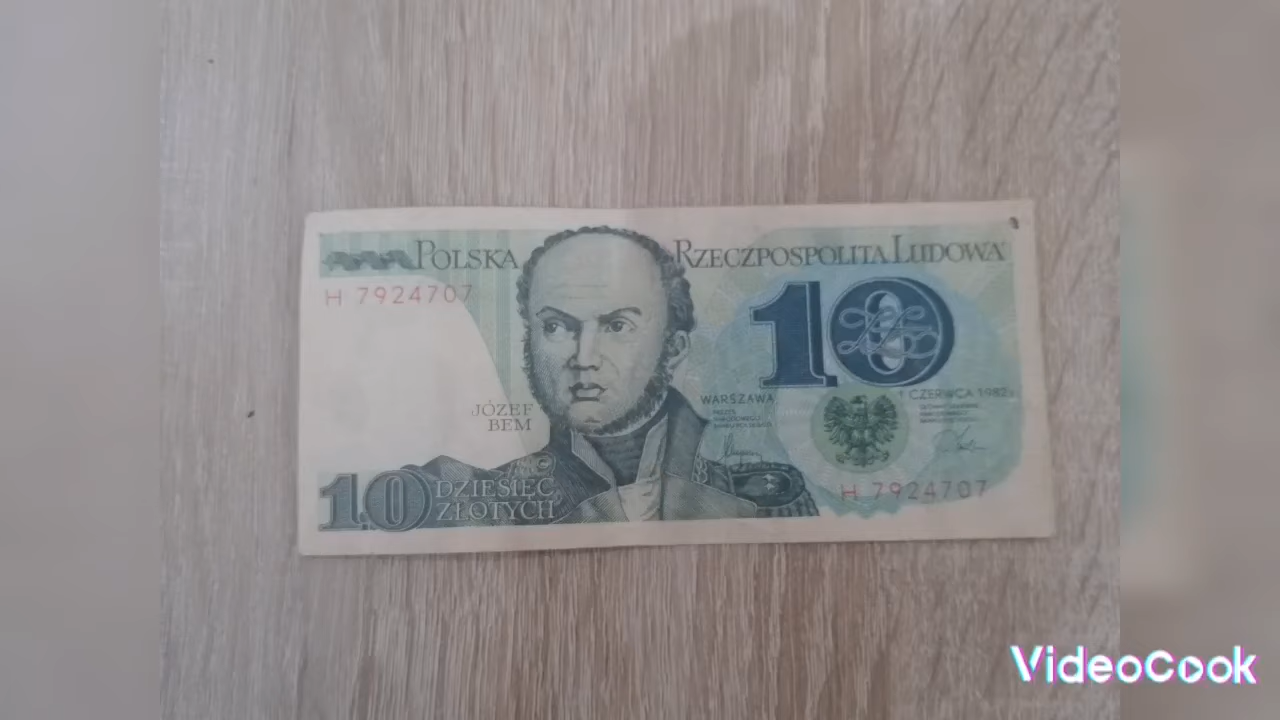 POLSKA RZECZPOSPOLITA LUDOWA
H 7924707
10
JÓZEF
BEM
WARSZAWA 1 CZERWCA 1982
10 DZIESIĘĆ
ZŁOTYCH
H 7924707
VideoCook